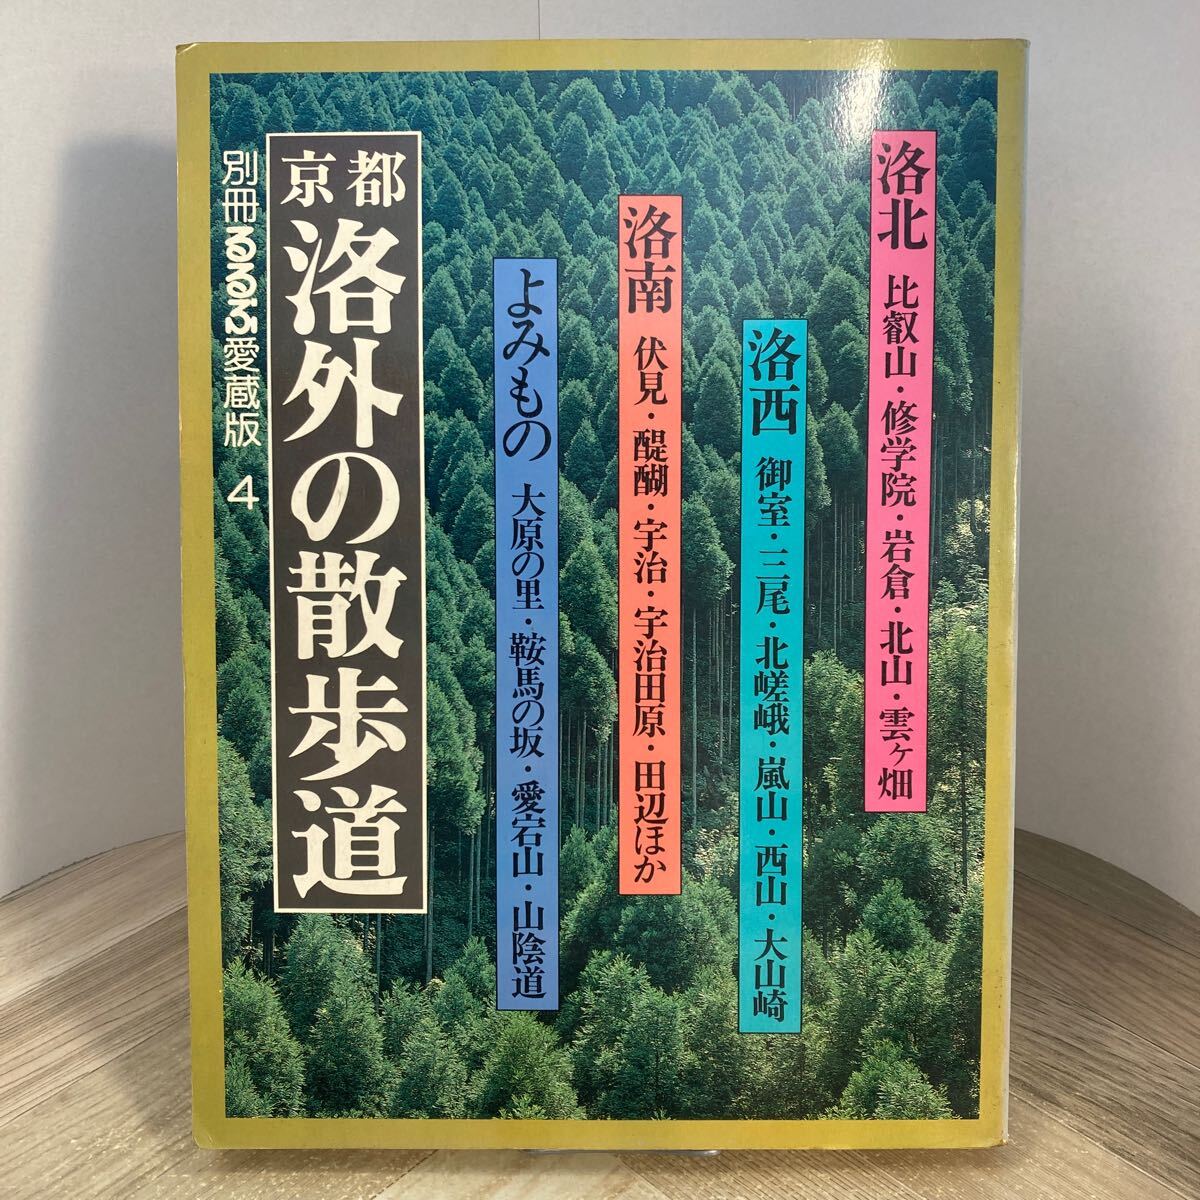 洛北 比叡山・修学院・岩倉・北山・雲ヶ畑
洛西 御室・三尾・北嵯峨・嵐山・西山・大山崎
洛南 伏見・醍醐・宇治・宇治田原・田辺ほか
よみもの 大原の里・鞍馬の坂・愛宕山・山陰道
京都
洛外の散歩道
別冊るるぶ愛蔵版 4